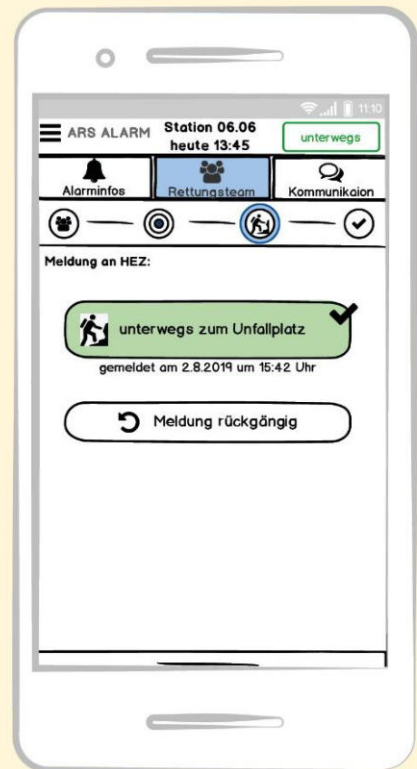 11:10
ARS ALARM
Station 06.06
heute 13:45
unterwegs
Alarminfos
Rettungsteam
Kommunikaion
Meldung an HEZ:
unterwegs zum Unfallplatz
gemeldet am 2.8.2019 um 15:42 Uhr
Meldung rückgängig